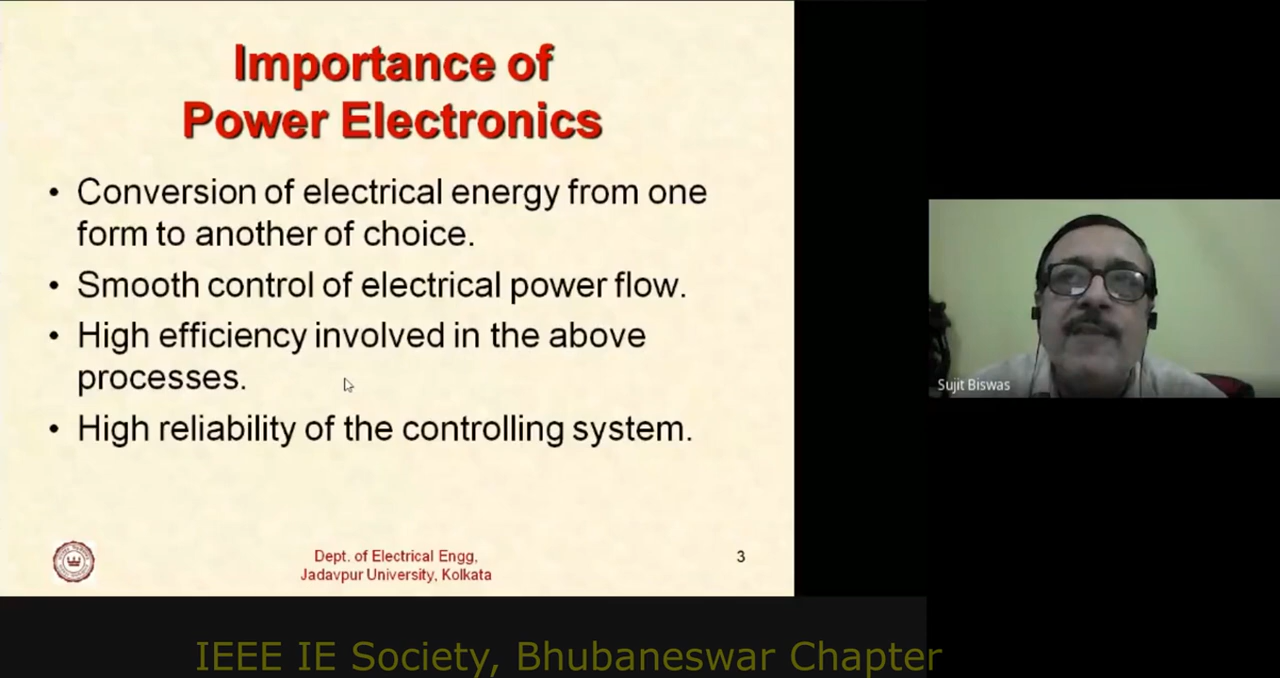 Importance of
Power Electronics
• Conversion of electrical energy from one
form to another of choice.
• Smooth control of electrical power flow.
• High efficiency involved in the above
processes.
• High reliability of the controlling system.
Dept. of Electrical Engg,
Jadavpur University, Kolkata
3
Sujit Biswas
IEEE IE Society, Bhubaneswar Chapter